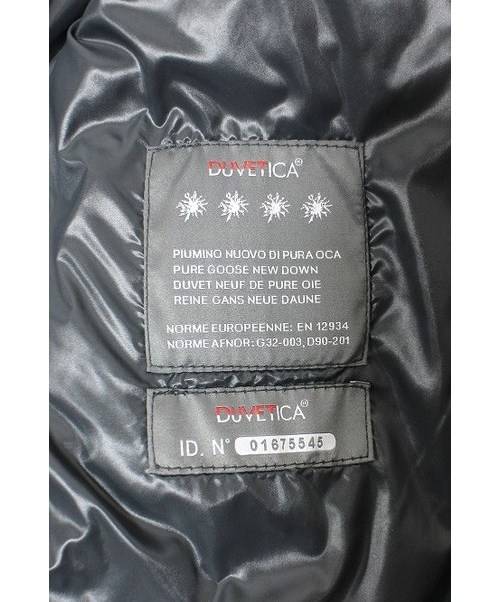 DUVETICA®
PIUMINO NUOVO DI PURA OCA
PURE GOOSE NEW DOWN
DUVET NEUF DE PURE OIE
REINE GANS NEUE DAUNE
NORME EUROPEENNE: EN 12934
NORME AFNOR: G32-003, D90-201
DUVETICA®
ID. N° 01675545